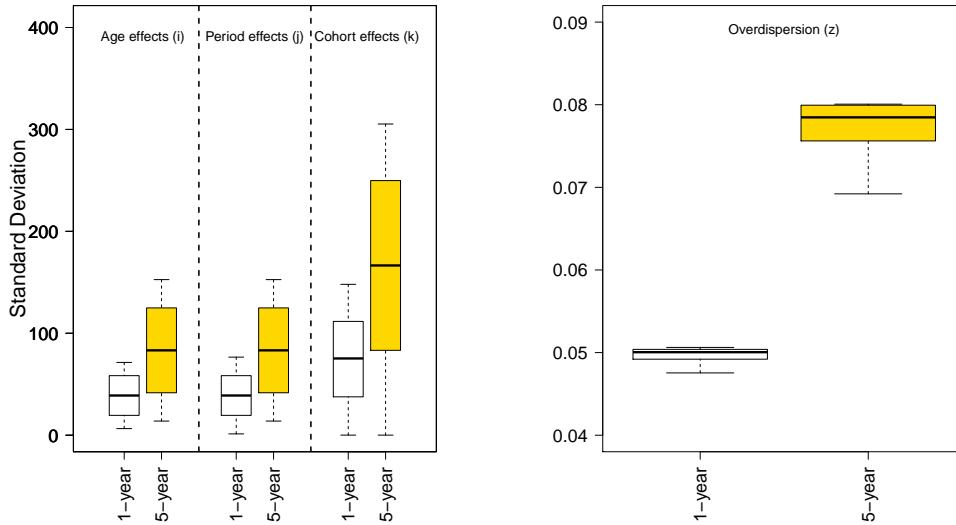 Age effects (i)
Period effects (j)
Cohort effects (k)
Standard Deviation
400
300
200
100
0
1−year
5−year
1−year
5−year
1−year
5−year
Overdispersion (z)
0.09
0.08
0.07
0.06
0.05
0.04
1−year
5−year